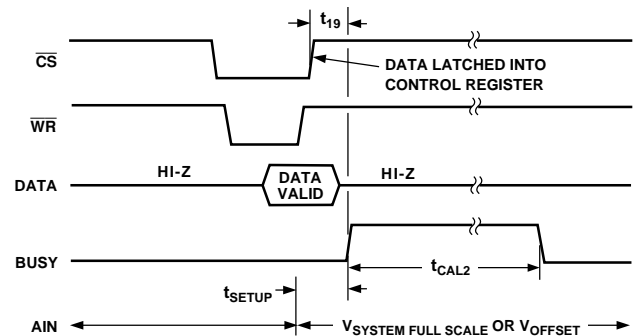 t19
CS
DATA LATCHED INTO
CONTROL REGISTER
WR
HI-Z
DATA
VALID
HI-Z
DATA
BUSY
tCAL2
tSETUP
AIN
VSYSTEM FULL SCALE OR VOFFSET